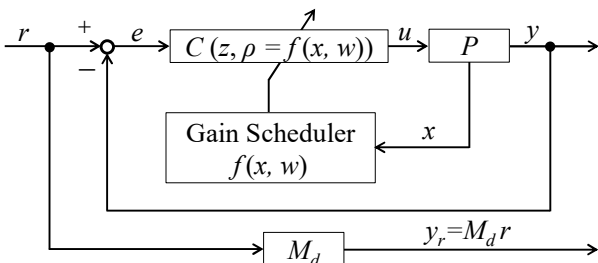 r
+
−
e
C (z, ρ = f(x, w))
u
P
y
Gain Scheduler
f(x, w)
x
M_d
y_r=M_d r